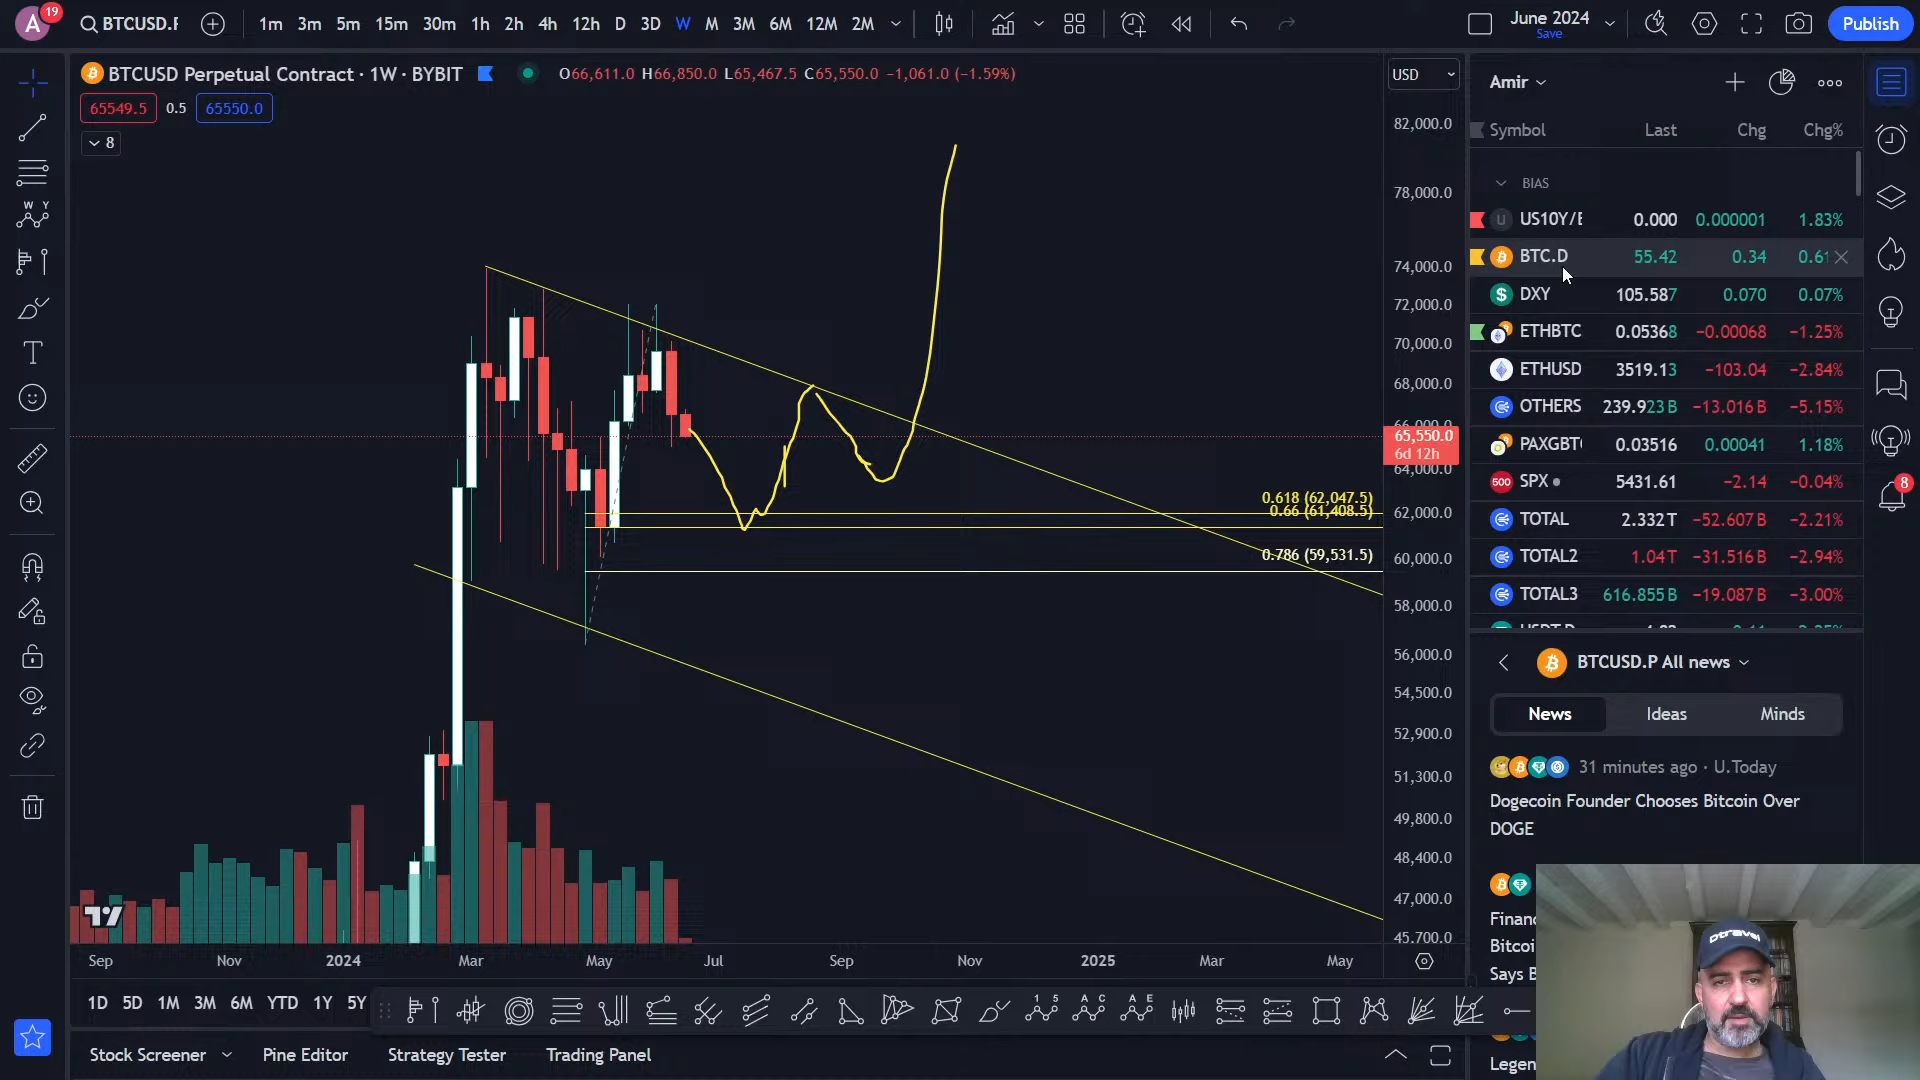 A 19 BTCUSD.F 1m 3m 5m 15m 30m 1h 2h 4h 12h D 3D W M 3M 6M 12M 2M June 2024 Save Publish
BTCUSD Perpetual Contract · 1W · BYBIT O66,611.0 H66,850.0 L65,467.5 C65,550.0 −1,061.0 (−1.59%)
65549.5 0.5 65550.0
8
USD
82,000.0
78,000.0
74,000.0
72,000.0
70,000.0
68,000.0
66,000.0
65,550.0
6d 12h
64,000.0
62,000.0
60,000.0
58,000.0
56,000.0
54,500.0
52,900.0
51,300.0
49,800.0
48,400.0
47,000.0
45,700.0
0.618 (62,047.5)
0.66 (61,408.5)
0.786 (59,531.5)
Sep Nov 2024 Mar May Jul Sep Nov 2025 Mar May
1D 5D 1M 3M 6M YTD 1Y 5Y
Stock Screener Pine Editor Strategy Tester Trading Panel
Amir
Symbol Last Chg Chg%
BIAS
US10Y/E 0.000 0.000001 1.83%
BTC.D 55.42 0.34 0.61
DXY 105.587 0.070 0.07%
ETHBTC 0.05368 −0.00068 −1.25%
ETHUSD 3519.13 −103.04 −2.84%
OTHERS 239.923B −13.016B −5.15%
PAXGBT 0.03516 0.00041 1.18%
500 SPX 5431.61 −2.14 −0.04%
TOTAL 2.332T −52.607B −2.21%
TOTAL2 1.04T −31.516B −2.94%
TOTAL3 616.855B −19.087B −3.00%
BTCUSD.P All news
News Ideas Minds
31 minutes ago · U.Today
Dogecoin Founder Chooses Bitcoin Over
DOGE
Financ
Bitcoi
Says B
Legen
8
dtravel